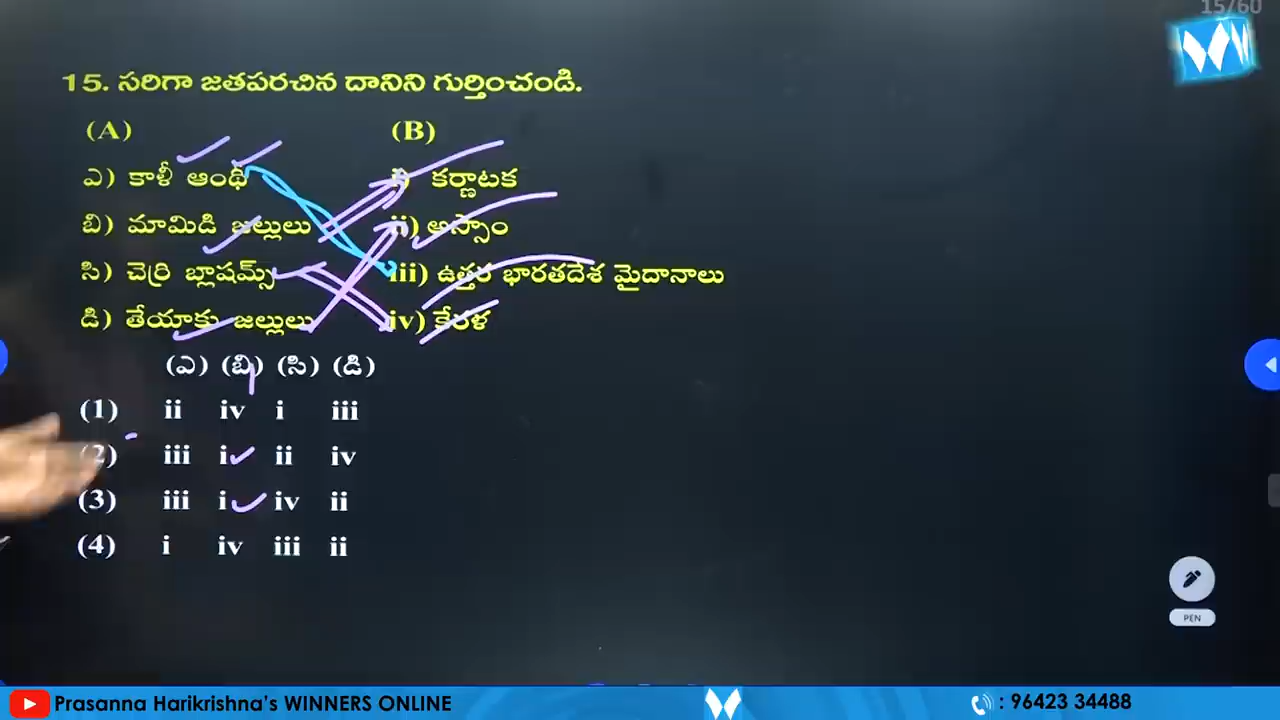 15/60
15. సరిగా జతపరచిన దానిని గుర్తించండి.
(A) (B)
ఎ) కాళీ ఆంథీ i) కర్ణాటక
బి) మామిడి జల్లులు ii) అస్సాం
సి) చెర్రి బ్లాషమ్స్ iii) ఉత్తర భారతదేశ మైదానాలు
డి) తేయాకు జల్లులు iv) కేరళ
(ఎ) (బి) (సి) (డి)
(1) ii iv i iii
(2) iii i ii iv
(3) iii i iv ii
(4) i iv iii ii
PEN
Prasanna Harikrishna's WINNERS ONLINE : 96423 34488